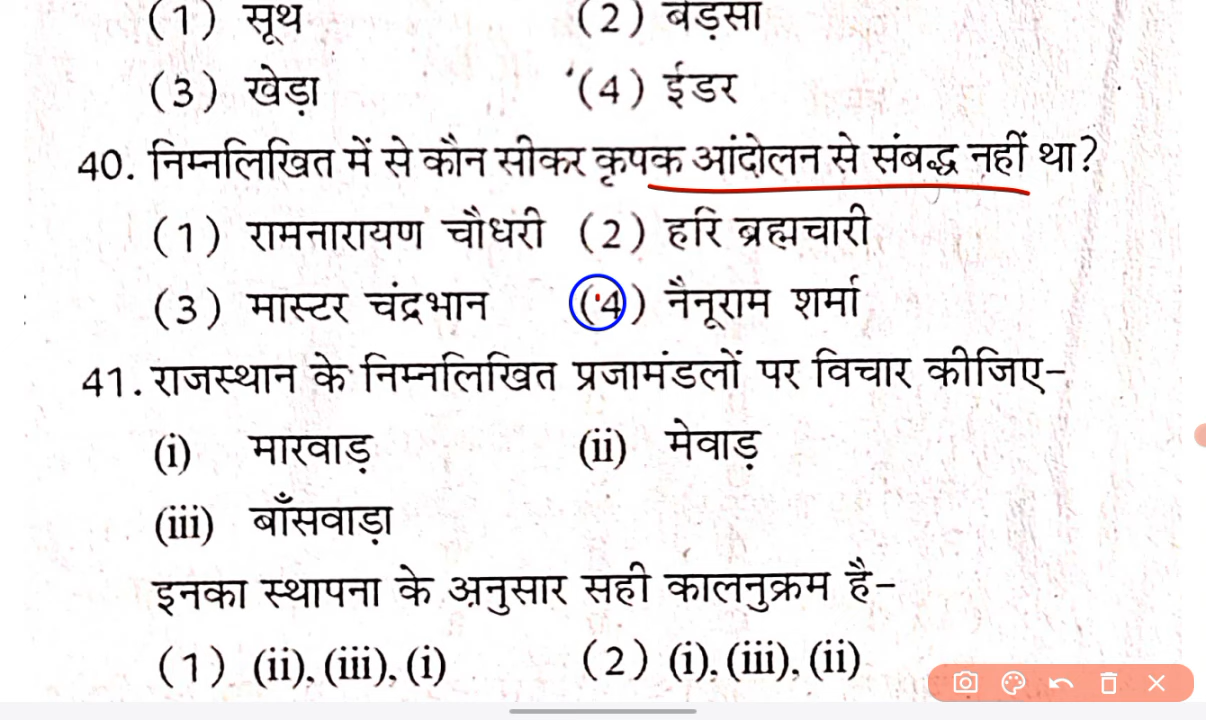 (1) सूथ (2) बड़सा
(3) खेड़ा (4) ईडर
40. निम्नलिखित में से कौन सीकर कृषक आंदोलन से संबद्ध नहीं था?
(1) रामनारायण चौधरी (2) हरि ब्रह्मचारी
(3) मास्टर चंद्रभान (4) नैनूराम शर्मा
41. राजस्थान के निम्नलिखित प्रजामंडलों पर विचार कीजिए-
(i) मारवाड़ (ii) मेवाड़
(iii) बाँसवाड़ा
इनका स्थापना के अनुसार सही कालनुक्रम है-
(1) (ii), (iii), (i) (2) (i), (iii), (ii)